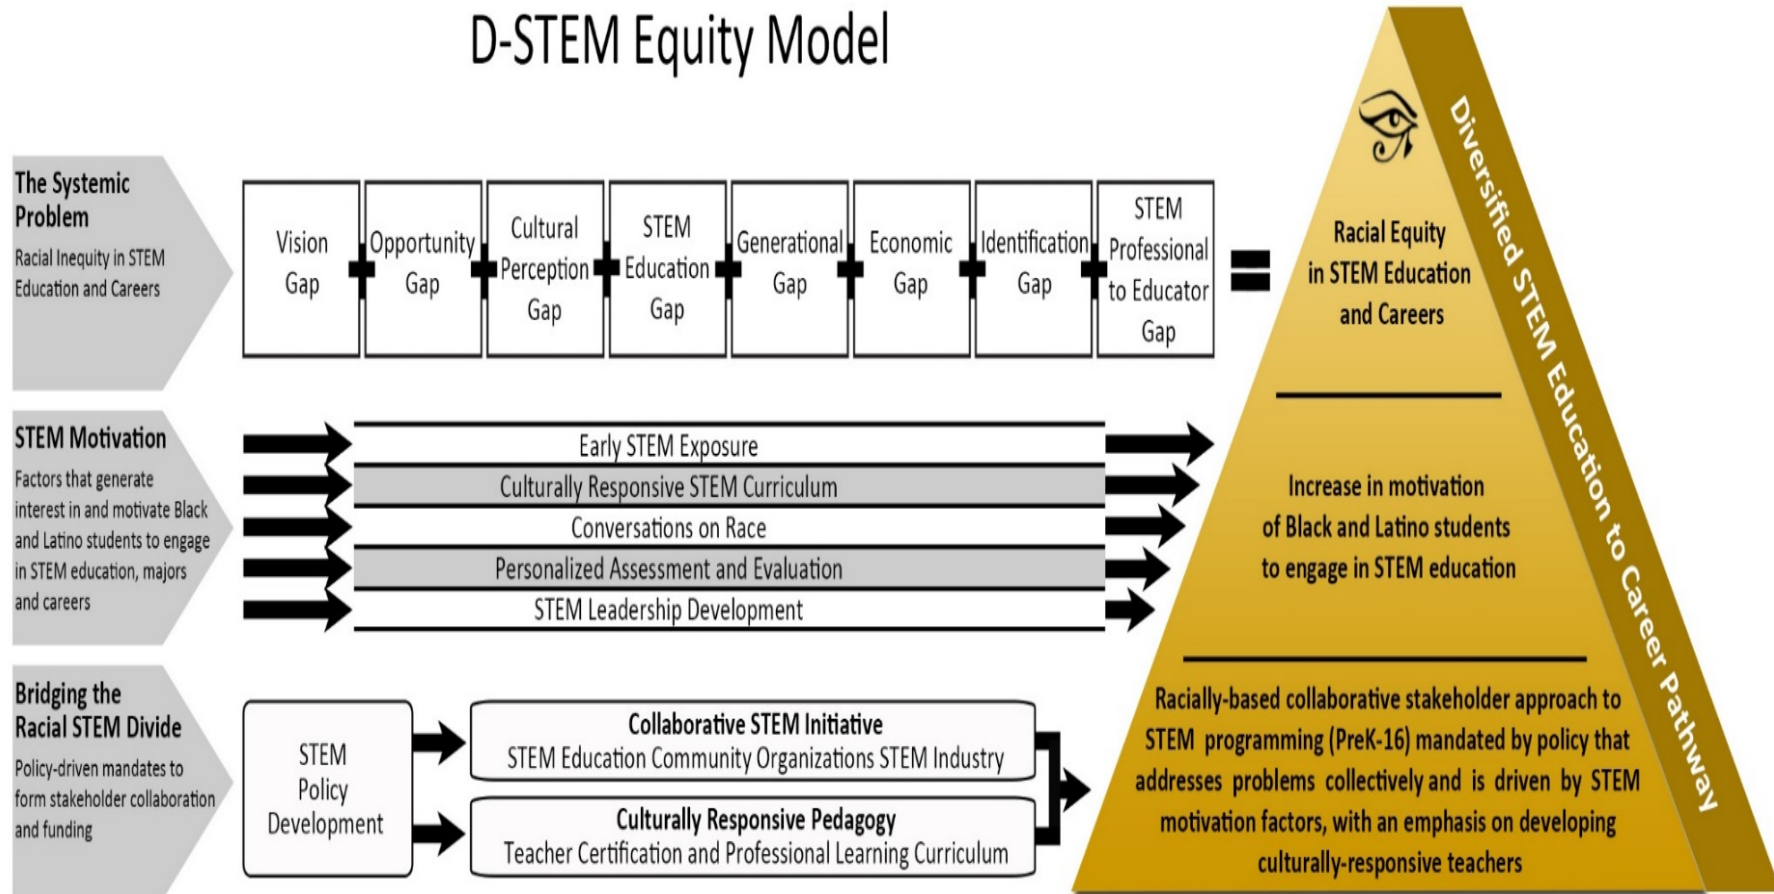 D-STEM Equity Model
The Systemic
Problem
Racial Inequity in STEM
Education and Careers
Vision
Gap
Opportunity
Gap
Cultural
Perception
Gap
STEM
Education
Gap
Generational
Gap
Economic
Gap
Identification
Gap
STEM
Professional
to Educator
Gap
=
Racial Equity
in STEM Education
and Careers
STEM Motivation
Factors that generate
interest in and motivate Black
and Latino students to engage
in STEM education, majors
and careers
Early STEM Exposure
Culturally Responsive STEM Curriculum
Conversations on Race
Personalized Assessment and Evaluation
STEM Leadership Development
Increase in motivation
of Black and Latino students
to engage in STEM education
Bridging the
Racial STEM Divide
Policy-driven mandates to
form stakeholder collaboration
and funding
STEM
Policy
Development
Collaborative STEM Initiative
STEM Education Community Organizations STEM Industry
Culturally Responsive Pedagogy
Teacher Certification and Professional Learning Curriculum
Racially-based collaborative stakeholder approach to
STEM programming (PreK-16) mandated by policy that
addresses problems collectively and is driven by STEM
motivation factors, with an emphasis on developing
culturally-responsive teachers
Diversified STEM Education to Career Pathway